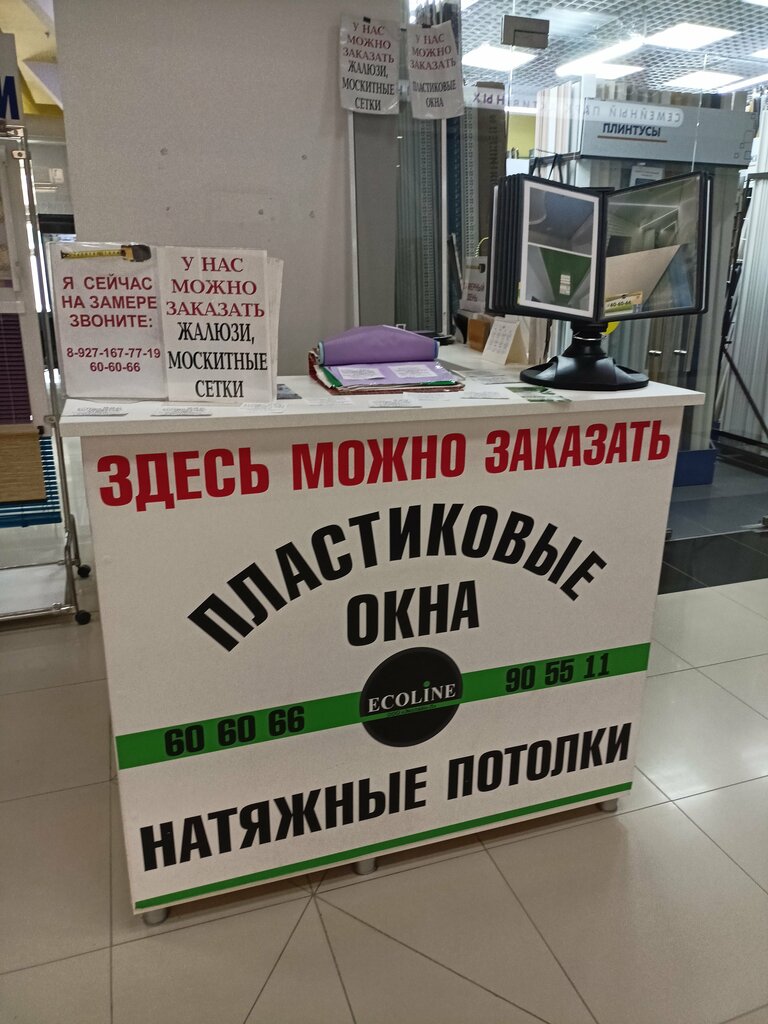 У НАС
МОЖНО
ЗАКАЗАТЬ
ЖАЛЮЗИ,
МОСКИТНЫЕ
СЕТКИ
У НАС
МОЖНО
ЗАКАЗАТЬ
ПЛАСТИКОВЫЕ
ОКНА
ПЛИНТУСЫ
Я СЕЙЧАС
НА ЗАМЕРЕ
ЗВОНИТЕ:
8-927-167-77-19
60-60-66
У НАС
МОЖНО
ЗАКАЗАТЬ
ЖАЛЮЗИ,
МОСКИТНЫЕ
СЕТКИ
ЗДЕСЬ МОЖНО ЗАКАЗАТЬ
ПЛАСТИКОВЫЕ
ОКНА
60 60 66
ECOLINE
90 55 11
НАТЯЖНЫЕ ПОТОЛКИ